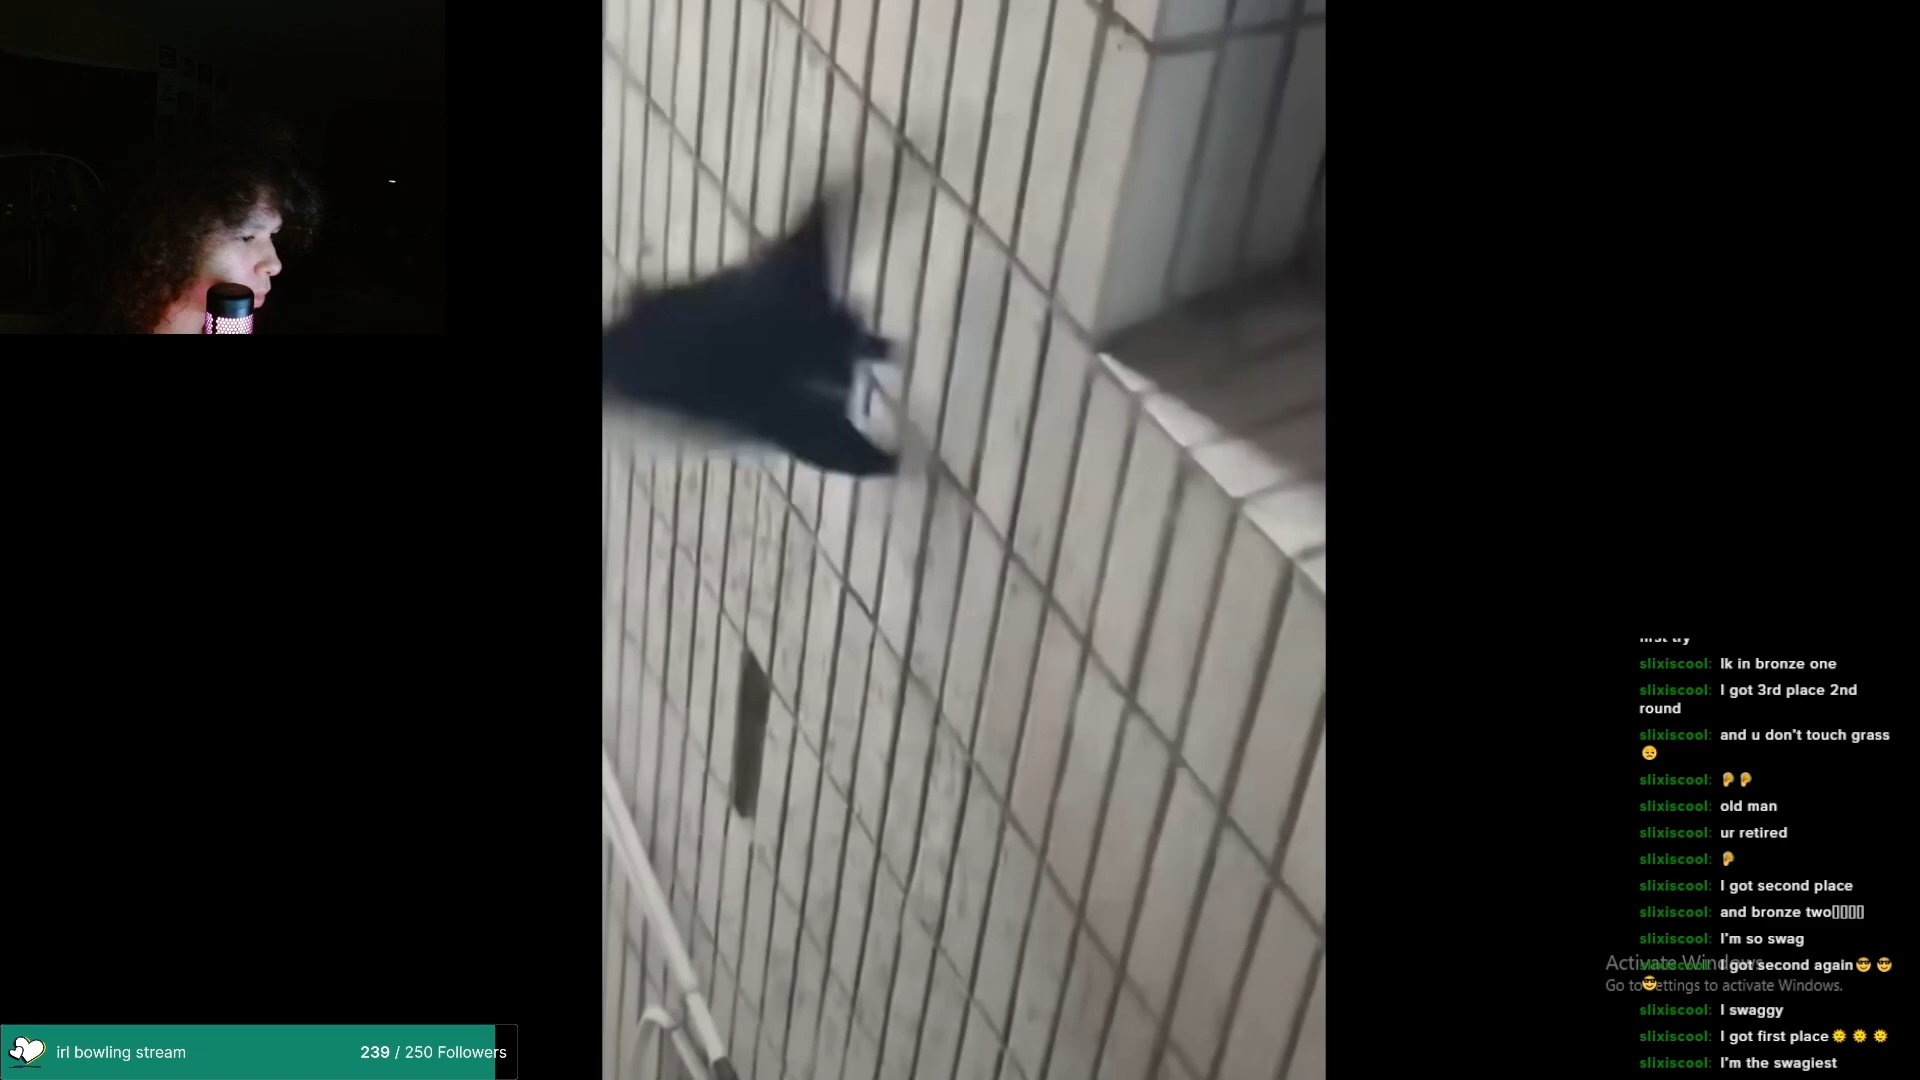 slixiscool: Ik in bronze one
slixiscool: I got 3rd place 2nd
round
slixiscool: and u don't touch grass
😞
slixiscool: 🦻🦻
slixiscool: old man
slixiscool: ur retired
slixiscool: 🦻
slixiscool: I got second place
slixiscool: and bronze two▯▯▯▯
slixiscool: I'm so swag
slixiscool: I got second again😎 😎
😎
slixiscool: I swaggy
slixiscool: I got first place🌞 🌞 🌞
slixiscool: I'm the swagiest
Activate Windows
Go to Settings to activate Windows.
irl bowling stream
239 / 250 Followers